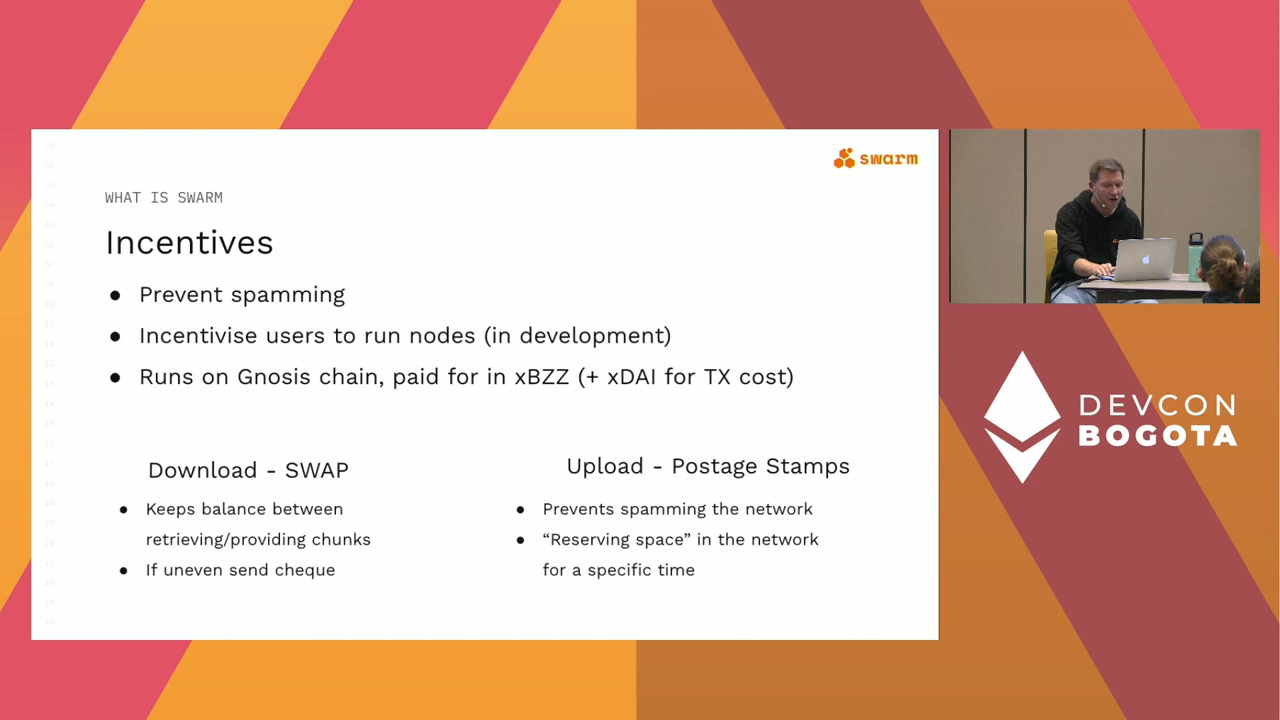 swarm
WHAT IS SWARM
Incentives
● Prevent spamming
● Incentivise users to run nodes (in development)
● Runs on Gnosis chain, paid for in xBZZ (+ xDAI for TX cost)
Download - SWAP
● Keeps balance between
retrieving/providing chunks
● If uneven send cheque
Upload - Postage Stamps
● Prevents spamming the network
● “Reserving space” in the network
for a specific time
DEVCON
BOGOTA